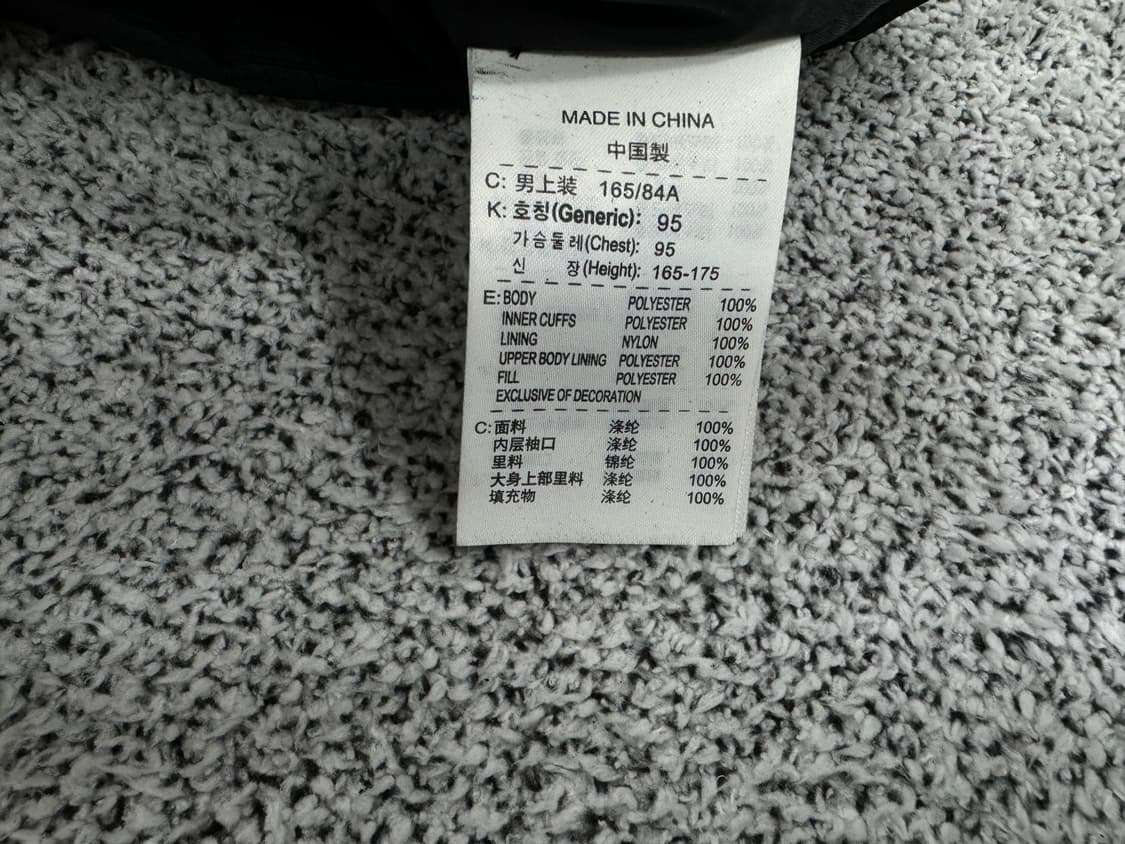 MADE IN CHINA
中国製
C: 男上装 165/84A
K: 호칭(Generic): 95
가슴둘레(Chest): 95
신 장(Height): 165-175
E: BODY POLYESTER 100%
INNER CUFFS POLYESTER 100%
LINING NYLON 100%
UPPER BODY LINING POLYESTER 100%
FILL POLYESTER 100%
EXCLUSIVE OF DECORATION
C: 面料 涤纶 100%
内层袖口 涤纶 100%
里料 锦纶 100%
大身上部里料 涤纶 100%
填充物 涤纶 100%